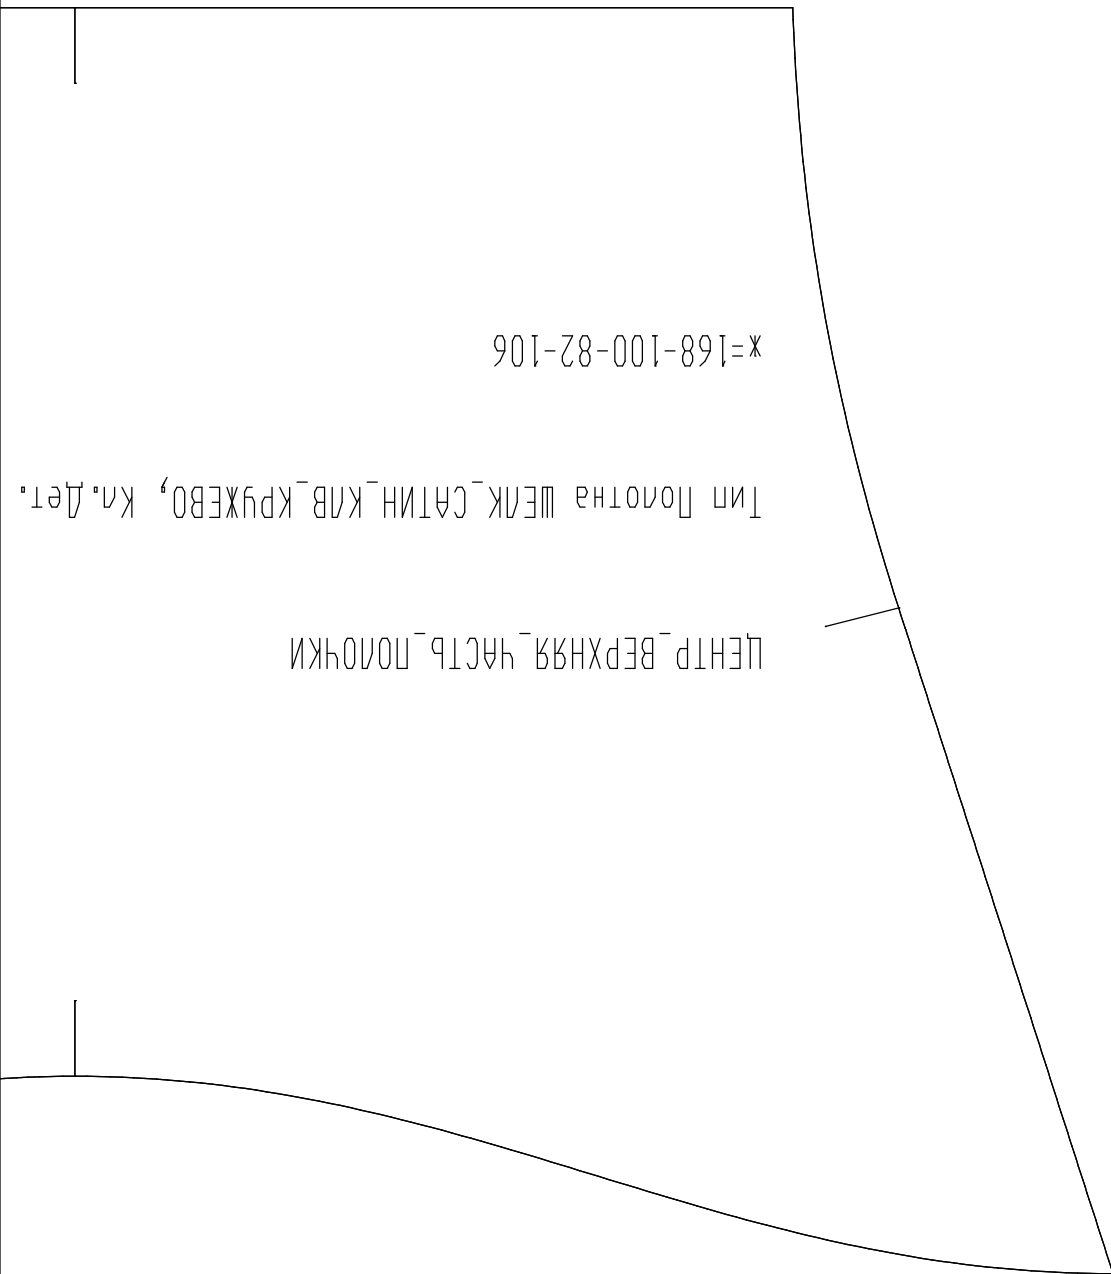 ЦЕНТР_ВЕРХНЯЯ_ЧАСТЬ_ПОЛОЧКИ
Тип Полотна ШЕЛК_САТИН_КЛВ_КРУЖЕВО, Кл.Дет.
ж=168-100-82-106